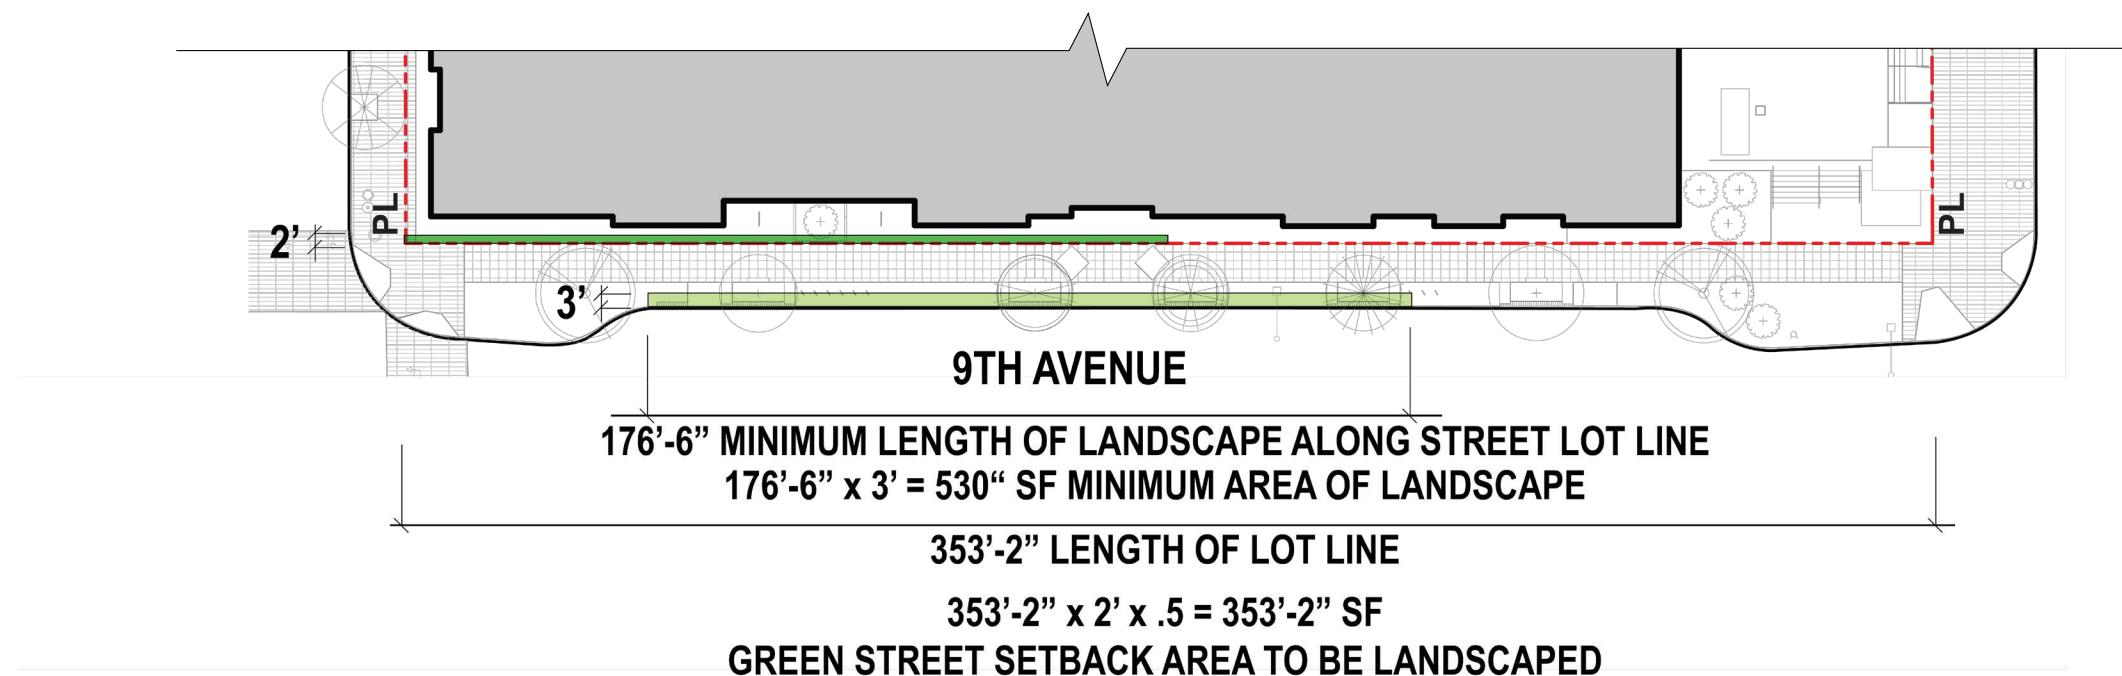 PL
PL
2’
3’
9TH AVENUE
176’-6” MINIMUM LENGTH OF LANDSCAPE ALONG STREET LOT LINE
176’-6” x 3’ = 530“ SF MINIMUM AREA OF LANDSCAPE
353’-2” LENGTH OF LOT LINE
353’-2” x 2’ x .5 = 353’-2” SF
GREEN STREET SETBACK AREA TO BE LANDSCAPED